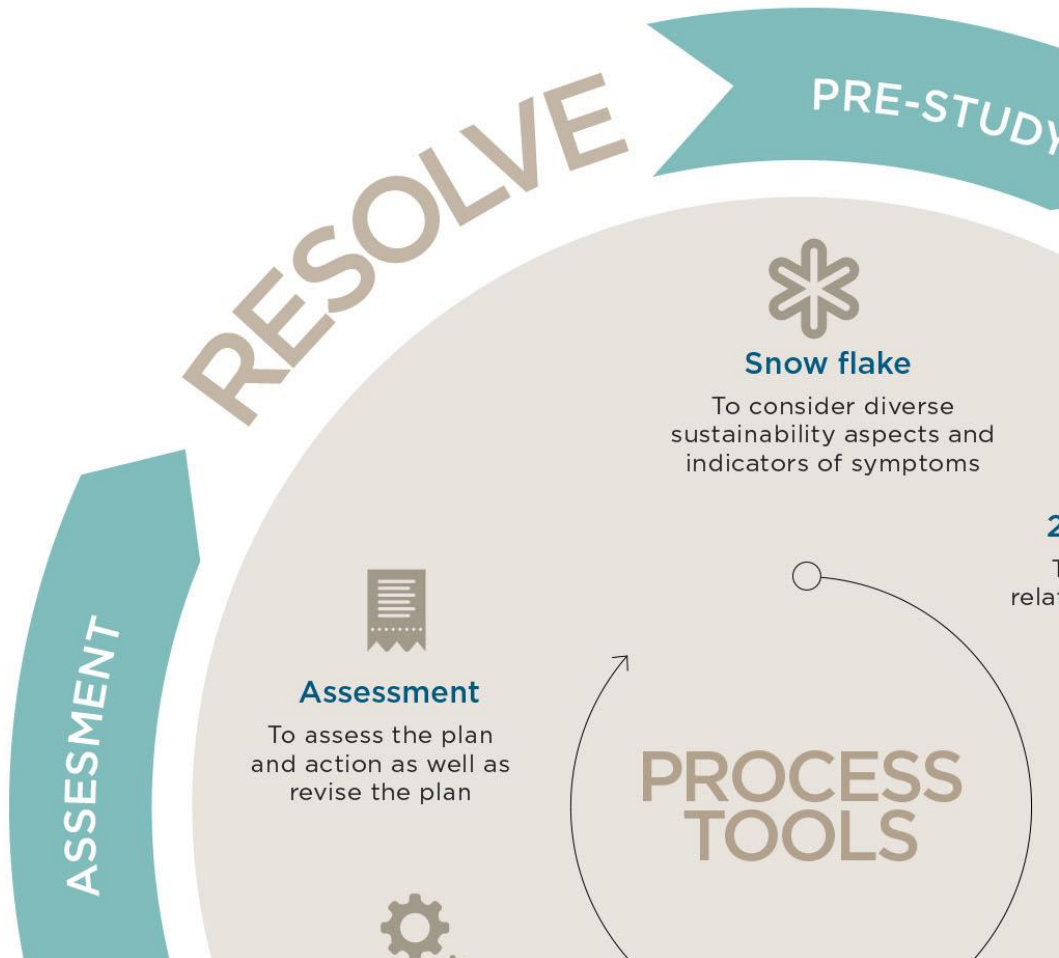 PRE-STUDY
RESOLVE
Snow flake
To consider diverse
sustainability aspects and
indicators of symptoms
Assessment
To assess the plan
and action as well as
revise the plan
ASSESMENT
PROCESS
TOOLS